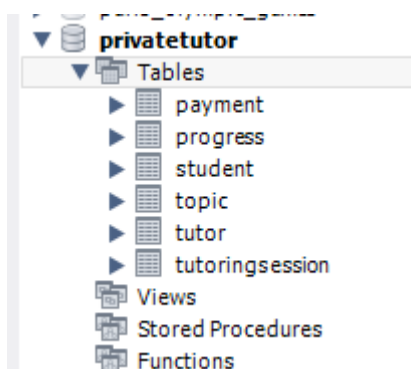 privatetutor
Tables
payment
progress
student
topic
tutor
tutoringsession
Views
Stored Procedures
Functions